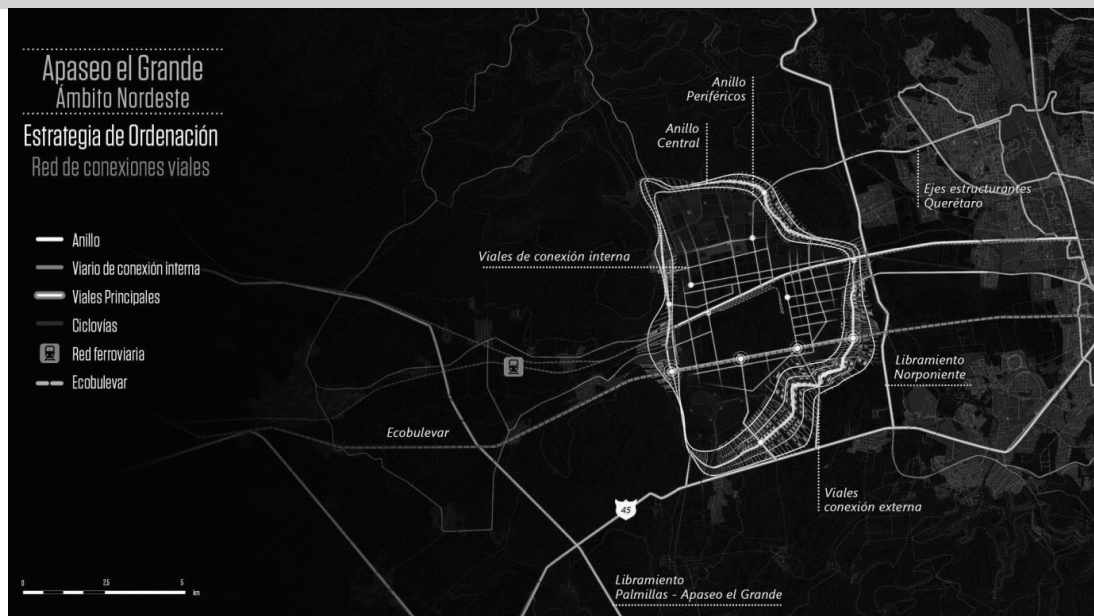 Apaseo el Grande
Ámbito Nordeste
Estrategia de Ordenación
Red de conexiones viales
Anillo
Viario de conexión interna
Viales Principales
Ciclovías
Red ferroviaria
Ecobulevar
0 2.5 5
km
Anillo
Periféricos
Anillo
Central
Ejes estructurantes
Querétaro
Viales de conexión interna
Libramiento
Norponiente
Ecobulevar
Viales
conexión externa
45
Libramiento
Palmillas - Apaseo el Grande